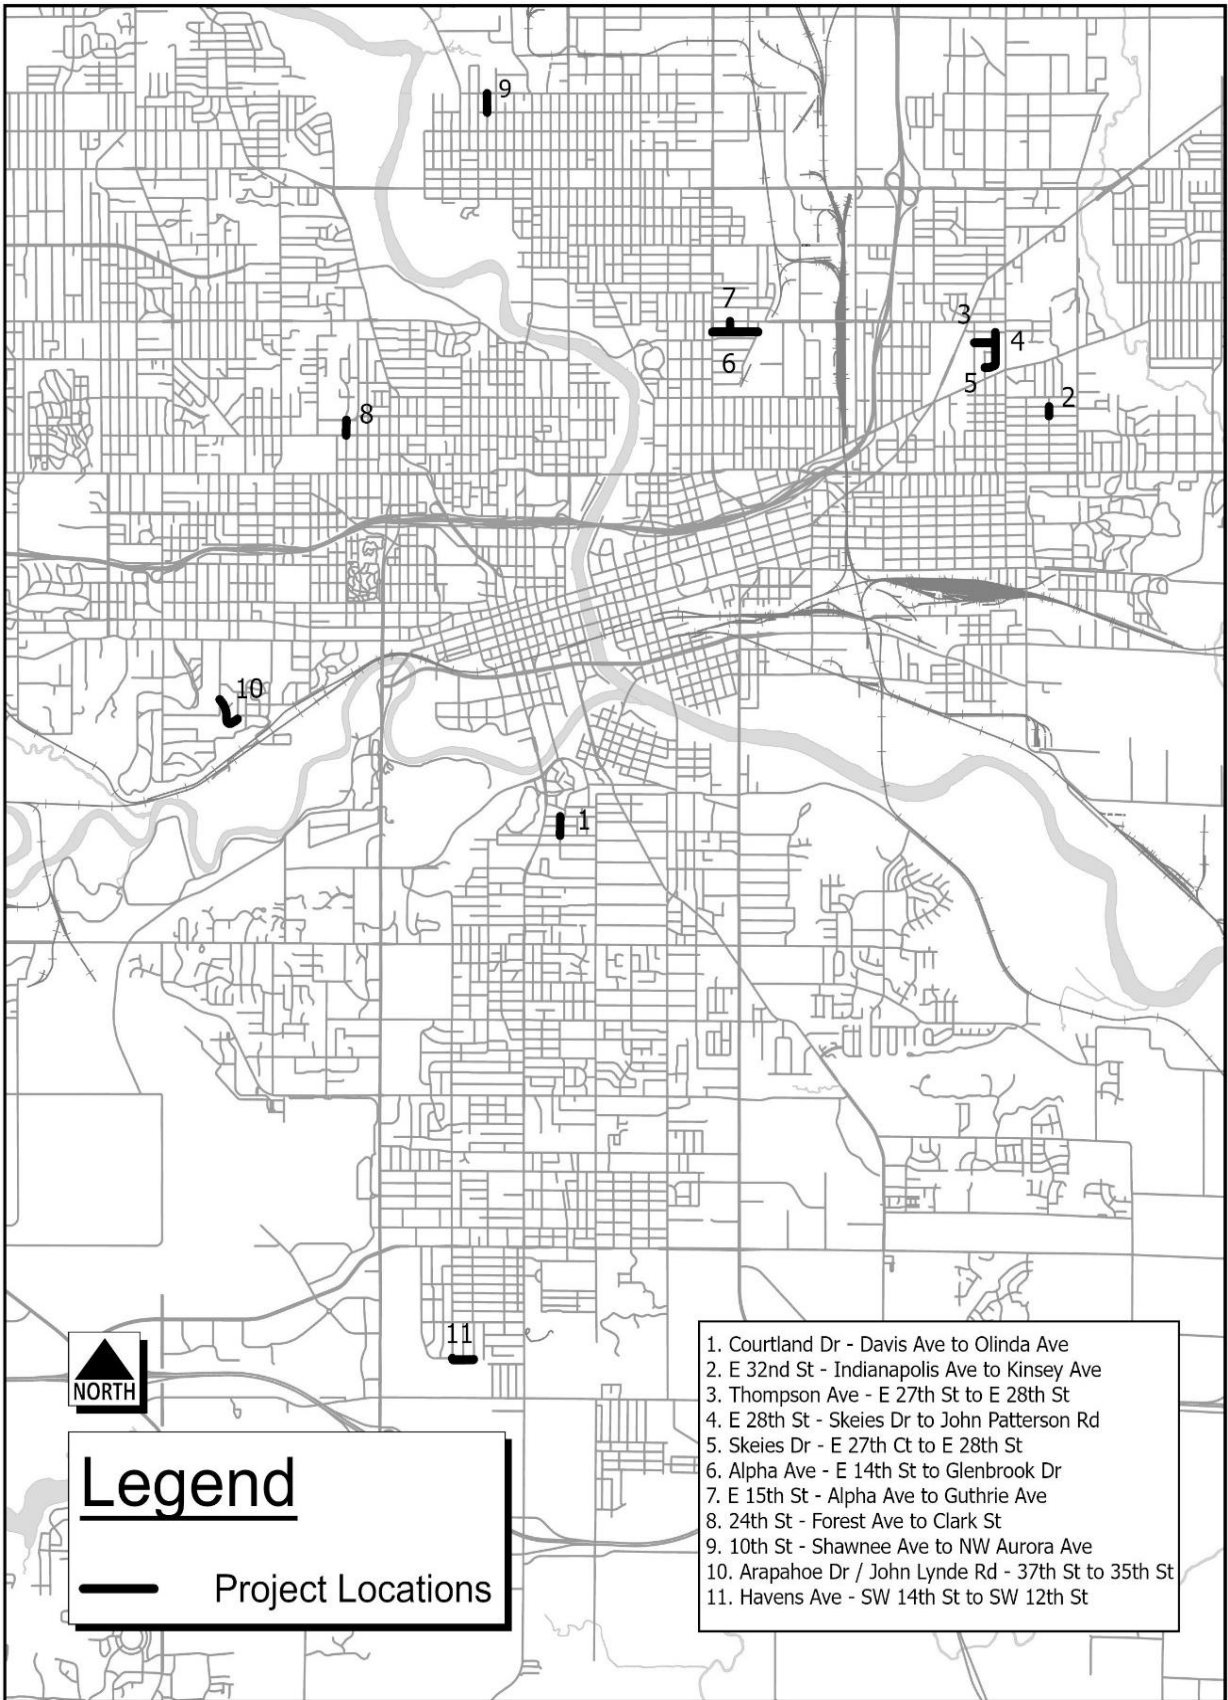 9
7
3
4
6
5
2
8
10
1
11
NORTH
Legend
Project Locations
1. Courtland Dr - Davis Ave to Olinda Ave
2. E 32nd St - Indianapolis Ave to Kinsey Ave
3. Thompson Ave - E 27th St to E 28th St
4. E 28th St - Skeies Dr to John Patterson Rd
5. Skeies Dr - E 27th Ct to E 28th St
6. Alpha Ave - E 14th St to Glenbrook Dr
7. E 15th St - Alpha Ave to Guthrie Ave
8. 24th St - Forest Ave to Clark St
9. 10th St - Shawnee Ave to NW Aurora Ave
10. Arapahoe Dr / John Lynde Rd - 37th St to 35th St
11. Havens Ave - SW 14th St to SW 12th St